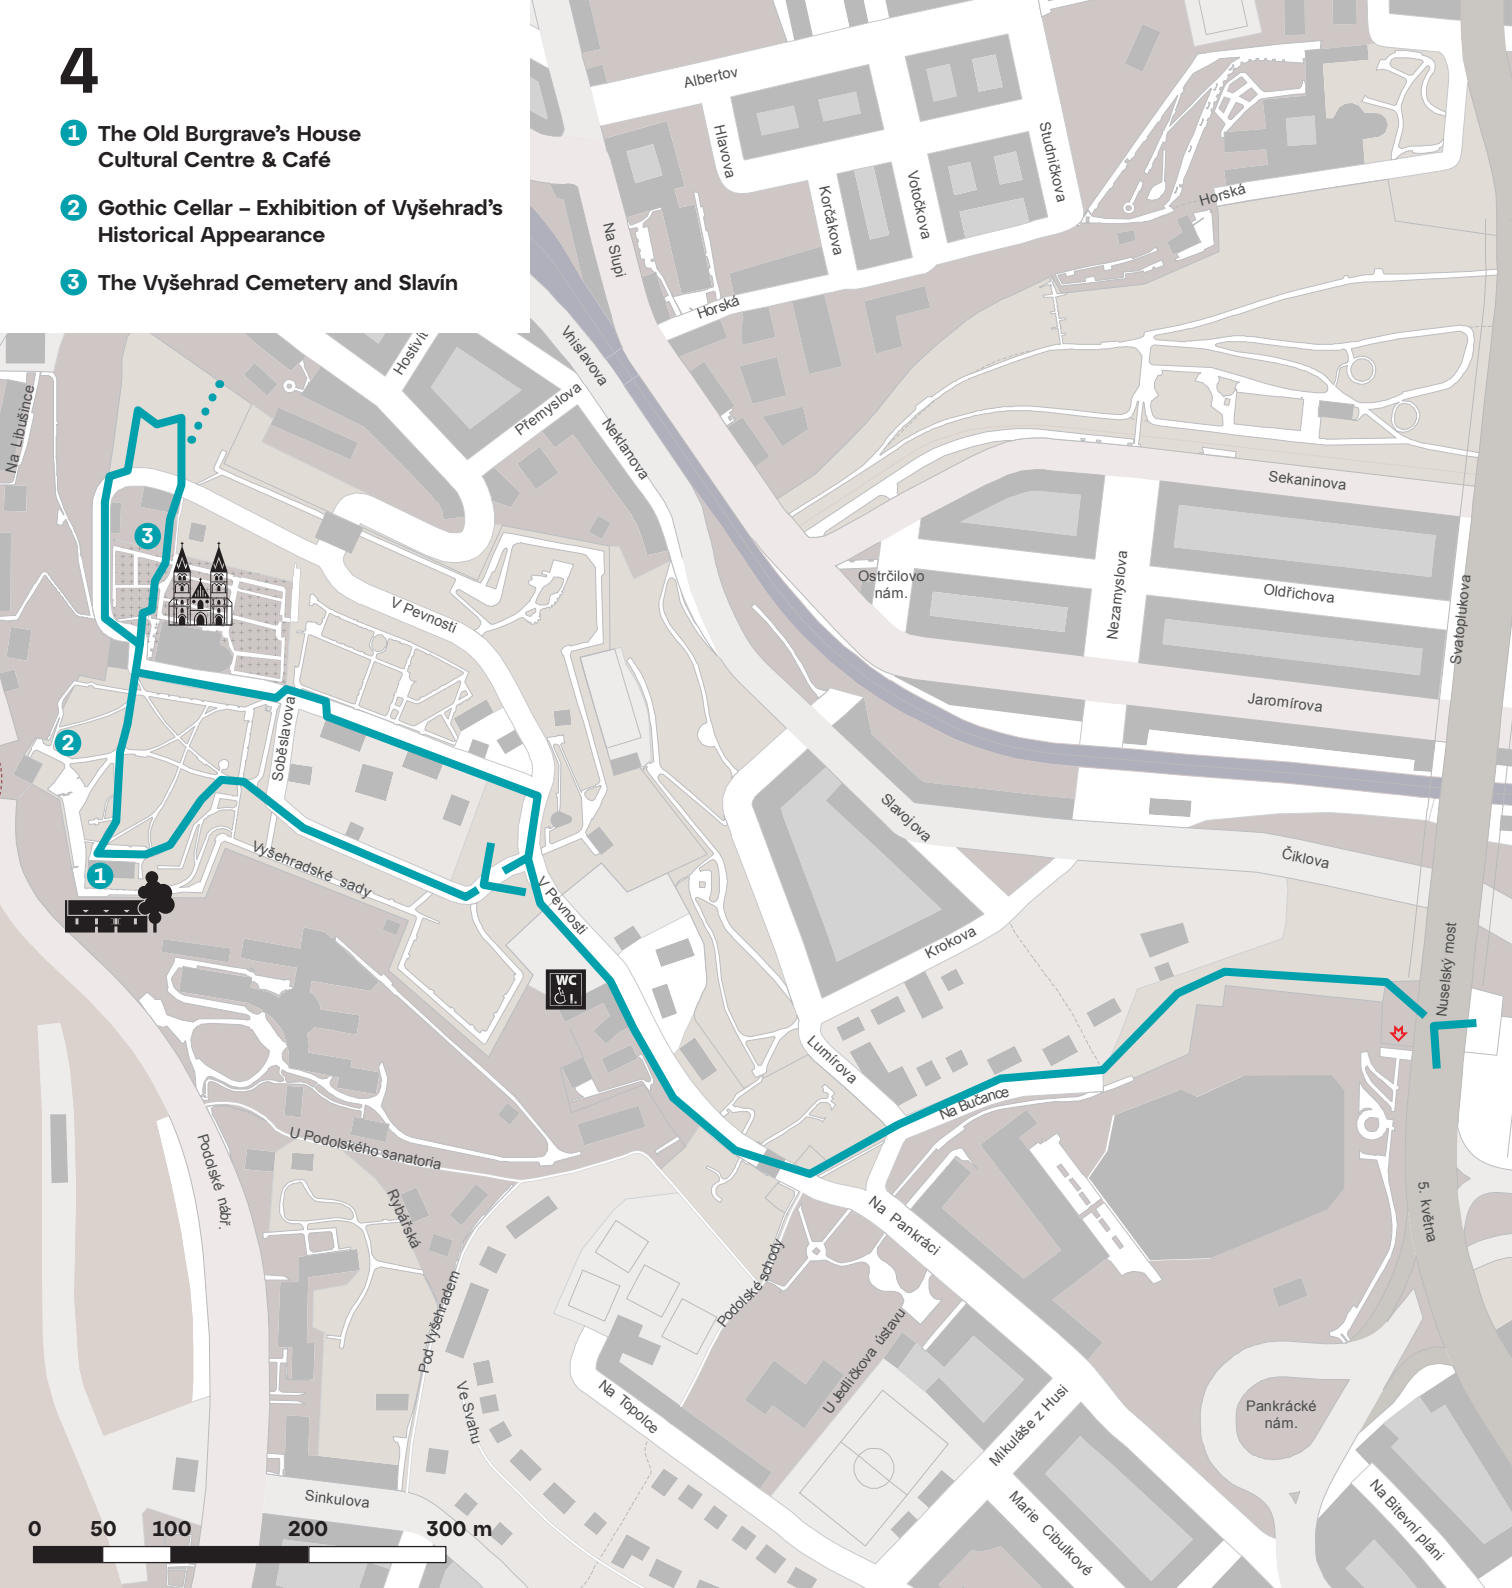 4
1 The Old Burgrave's House
Cultural Centre & Café
2 Gothic Cellar – Exhibition of Vyšehrad's
Historical Appearance
3 The Vyšehrad Cemetery and Slavín
Albertov
Hlavova
Studničkova
Korčákova
Votočkova
Horská
Na Slupi
Horská
Vnislavova
Přemyslova
Neklanova
Na Libušince
Sekaninova
Ostrčilovo
nám.
Nezamyslova
Oldřichova
Svatoplukova
Jaromírova
3
V Pevnosti
2
Soběslavova
Slavojova
Čiklova
1
Vyšehradské sady
V Pevnosti
Krokova
Nuselský most
WC
Lumírova
Na Bučance
U Podolského sanatoria
Podolské nábř.
Rybářská
Na Pankráci
5. května
Podolské schody
Pod Vyšehradem
U Jedličkova ústavu
Ve Svahu
Na Topolce
Mikuláše z Husi
Pankrácké
nám.
Sinkulova
Marie Cibulkové
Na Bitevní pláni
0 50 100 200 300 m